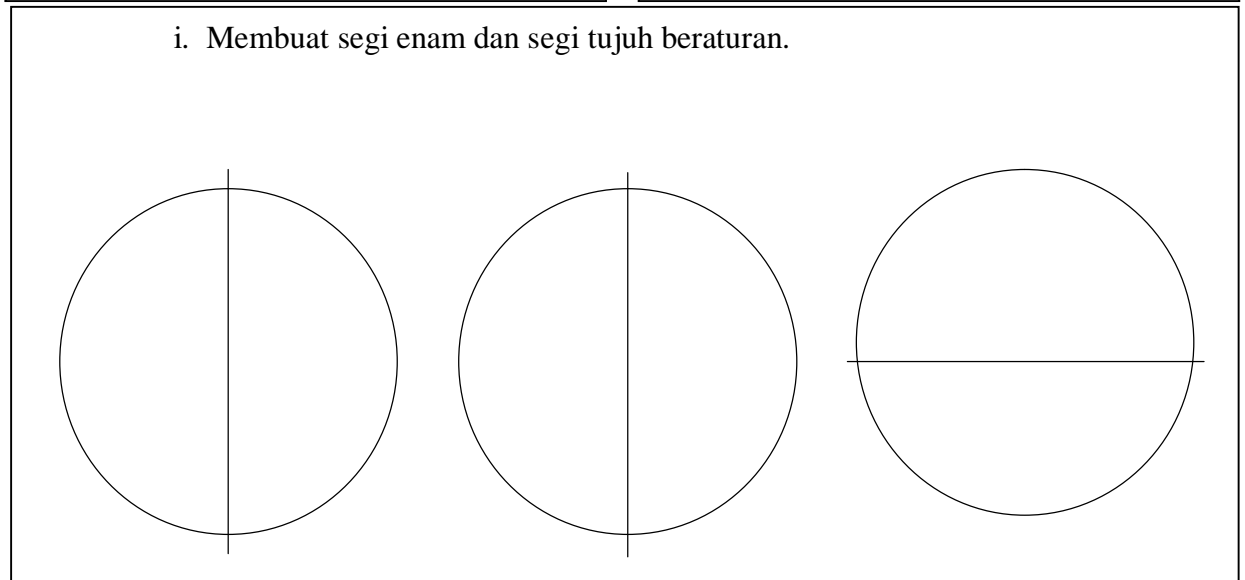 i. Membuat segi enam dan segi tujuh beraturan.